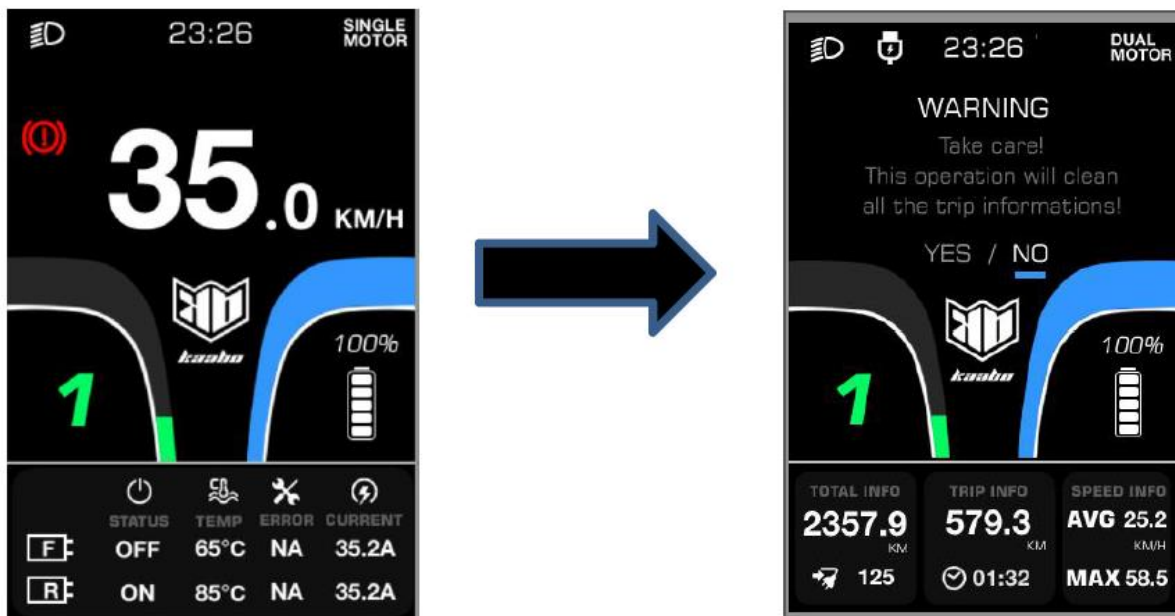 23:26
SINGLE
MOTOR
35.0 KM/H
kaabo
100%
1
STATUS TEMP ERROR CURRENT
F OFF 65°C NA 35.2A
R ON 85°C NA 35.2A
23:26
DUAL
MOTOR
WARNING
Take care!
This operation will clean
all the trip informations!
YES / NO
kaabo
100%
1
TOTAL INFO TRIP INFO SPEED INFO
2357.9 579.3 AVG 25.2
KM KM KM/H
125 01:32 MAX 58.5